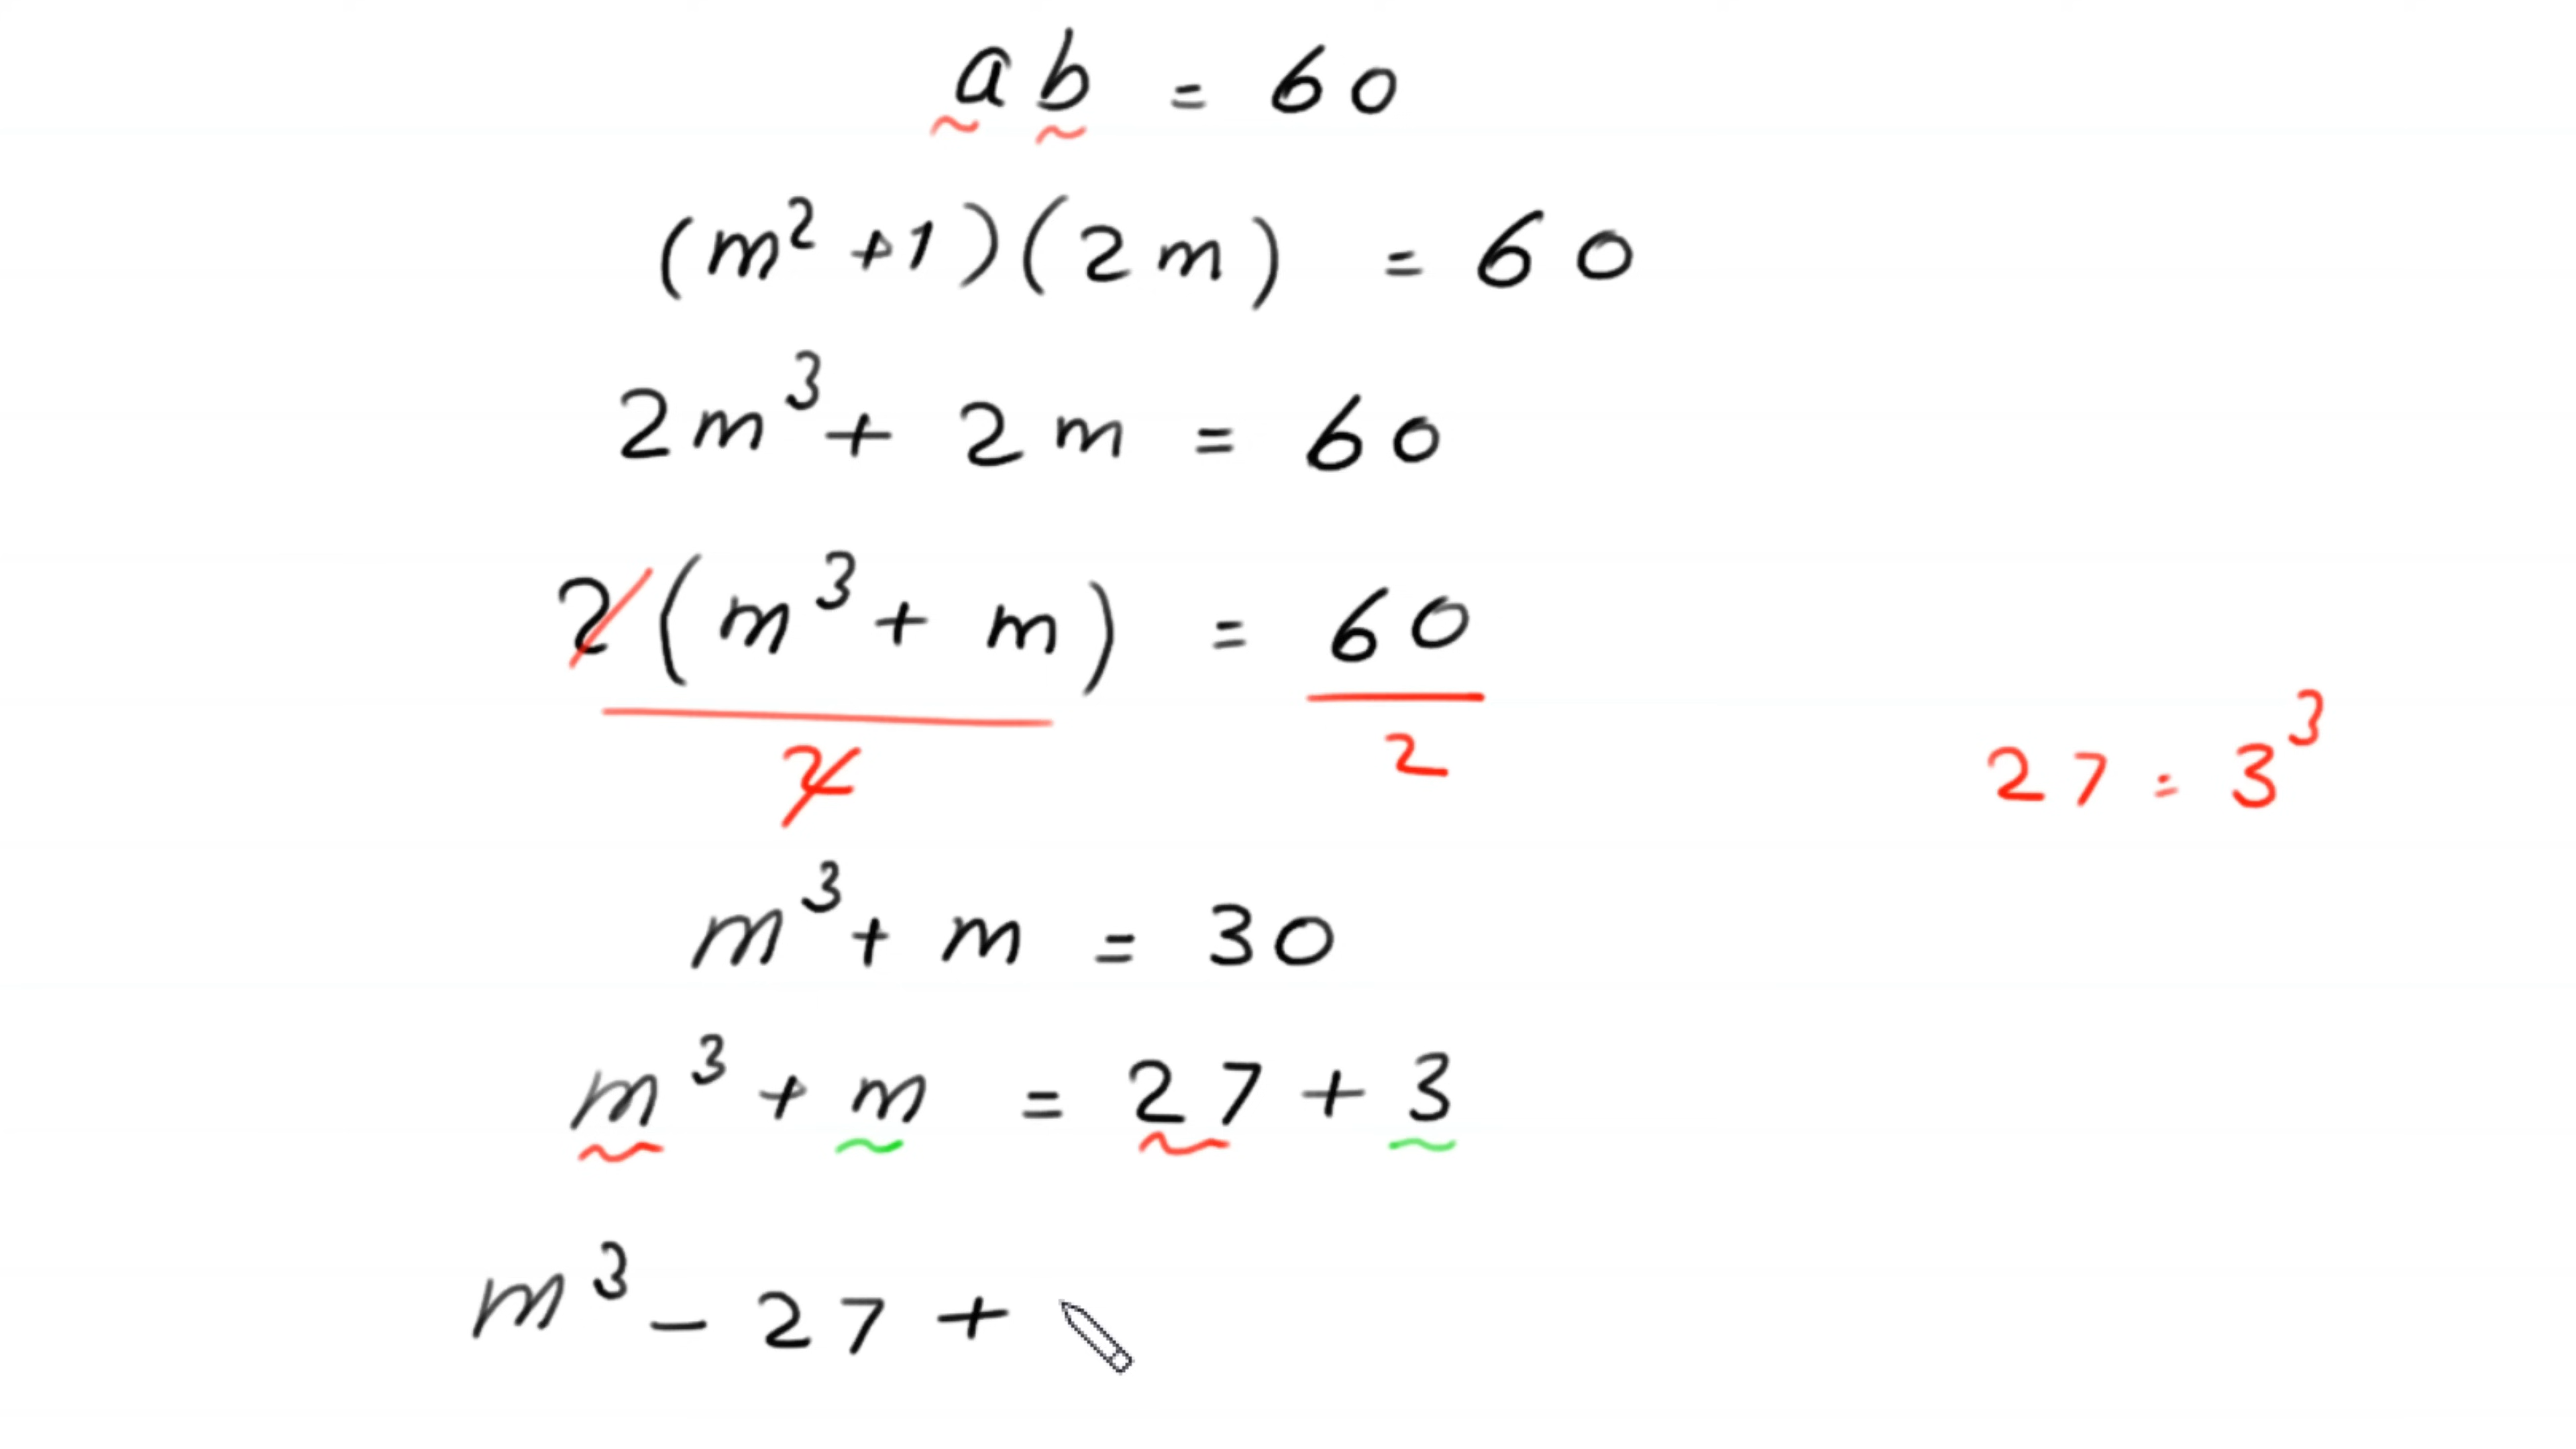 ab = 60
(m²+1)(2m) = 60
2m³+ 2m = 60
2(m³+ m) = 60
2 2
27 = 3³
m³+ m = 30
m³+ m = 27+3
m³- 27 +